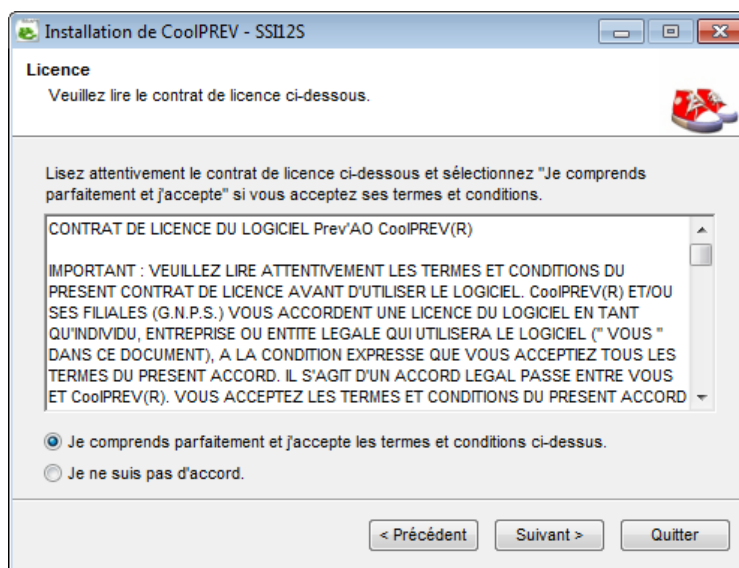 Installation de CoolPREV - SSI12S
Licence
Veuillez lire le contrat de licence ci-dessous.
Lisez attentivement le contrat de licence ci-dessous et sélectionnez "Je comprends
parfaitement et j'accepte" si vous acceptez ses termes et conditions.
CONTRAT DE LICENCE DU LOGICIEL Prev'AO CoolPREV(R)
IMPORTANT : VEUILLEZ LIRE ATTENTIVEMENT LES TERMES ET CONDITIONS DU
PRESENT CONTRAT DE LICENCE AVANT D'UTILISER LE LOGICIEL. CoolPREV(R) ET/OU
SES FILIALES (G.N.P.S.) VOUS ACCORDENT UNE LICENCE DU LOGICIEL EN TANT
QU'INDIVIDU, ENTREPRISE OU ENTITE LEGALE QUI UTILISERA LE LOGICIEL (" VOUS "
DANS CE DOCUMENT), A LA CONDITION EXPRESSE QUE VOUS ACCEPTIEZ TOUS LES
TERMES DU PRESENT ACCORD. IL S'AGIT D'UN ACCORD LEGAL PASSE ENTRE VOUS
ET CoolPREV(R). VOUS ACCEPTEZ LES TERMES ET CONDITIONS DU PRESENT ACCORD
Je comprends parfaitement et j'accepte les termes et conditions ci-dessus.
Je ne suis pas d'accord.
< Précédent Suivant > Quitter